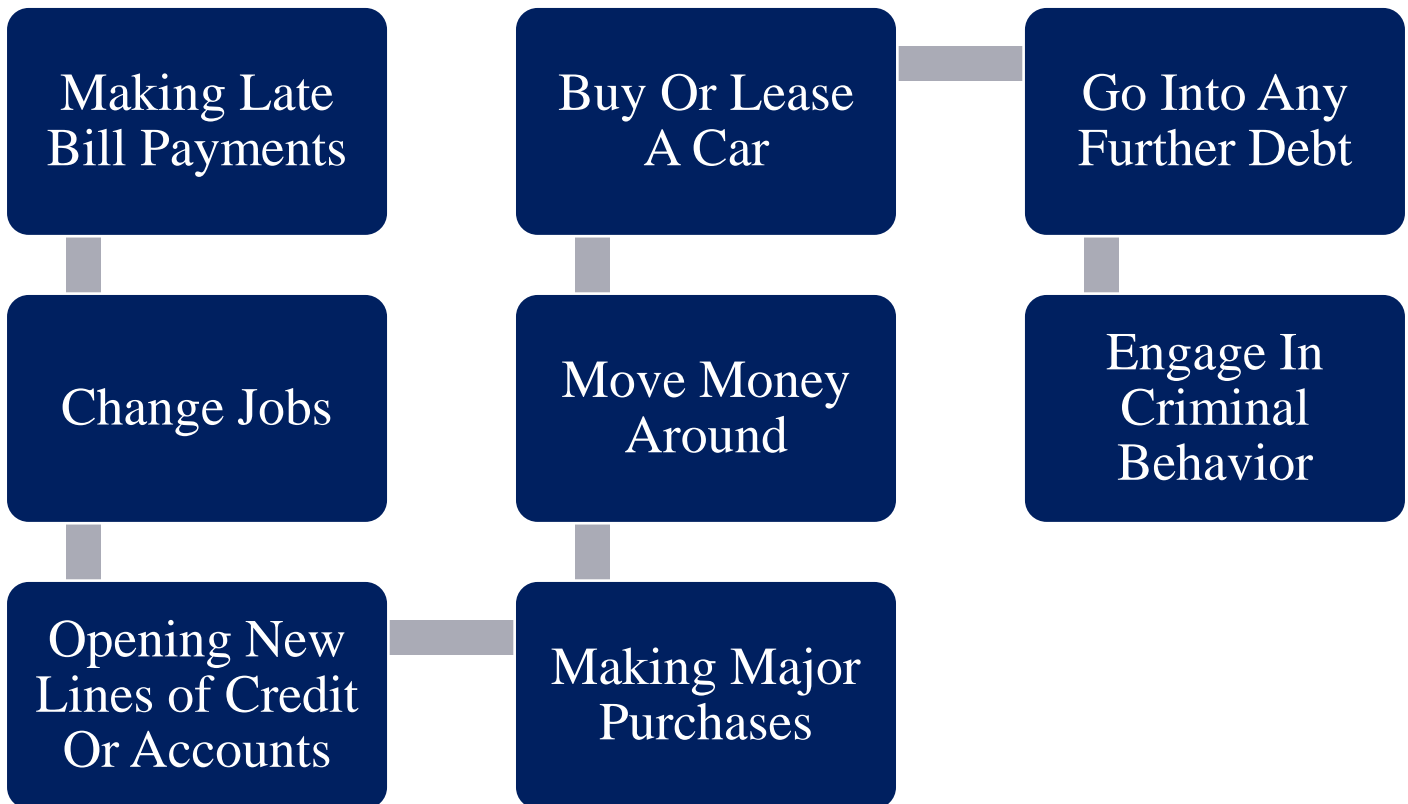 Making Late
Bill Payments
Change Jobs
Opening New
Lines of Credit
Or Accounts
Making Major
Purchases
Move Money
Around
Buy Or Lease
A Car
Go Into Any
Further Debt
Engage In
Criminal
Behavior